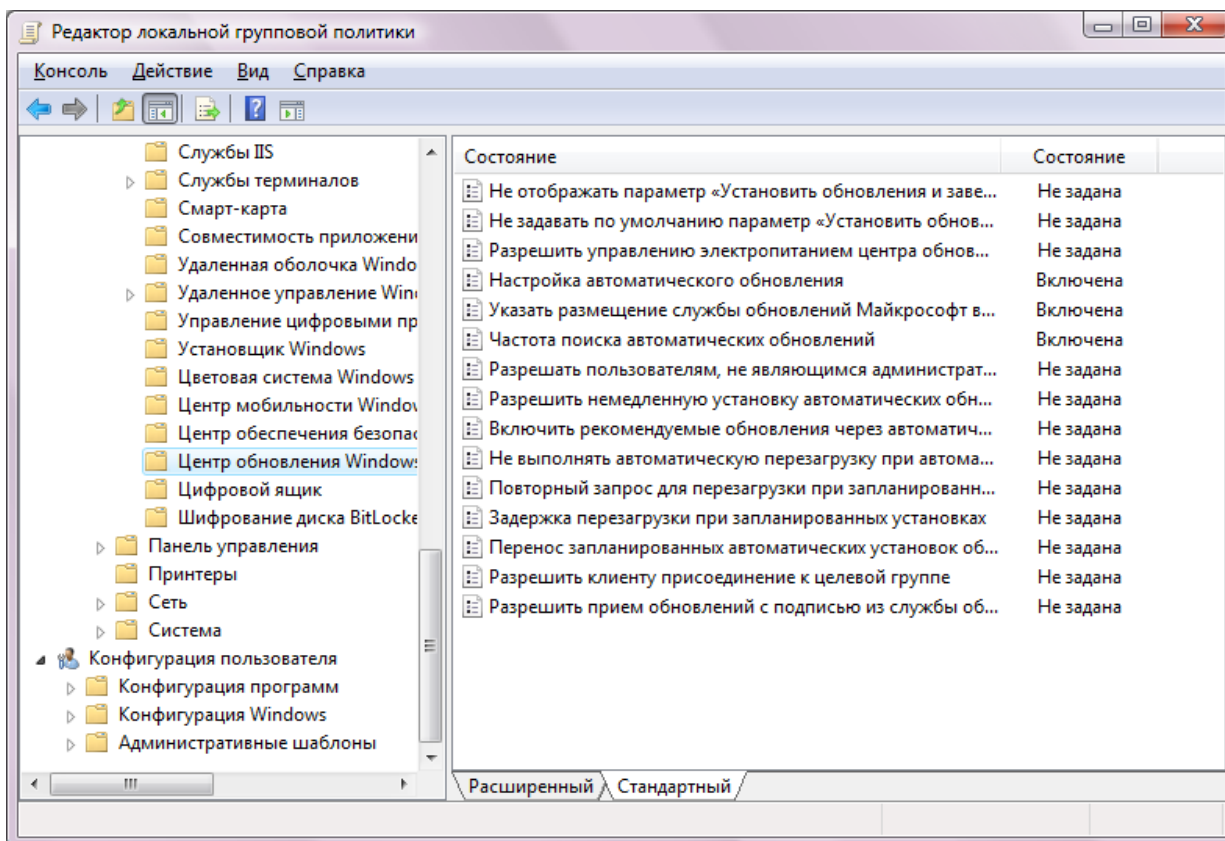 Редактор локальной групповой политики
Консоль Действие Вид Справка
Службы IIS
Службы терминалов
Смарт-карта
Совместимость приложени
Удаленная оболочка Windo
Удаленное управление Win
Управление цифровыми пр
Установщик Windows
Цветовая система Windows
Центр мобильности Windov
Центр обеспечения безопас
Центр обновления Windows
Цифровой ящик
Шифрование диска BitLocke
Панель управления
Принтеры
Сеть
Система
Конфигурация пользователя
Конфигурация программ
Конфигурация Windows
Административные шаблоны
Состояние Состояние
Не отображать параметр «Установить обновления и заве... Не задана
Не задавать по умолчанию параметр «Установить обнов... Не задана
Разрешить управлению электропитанием центра обнов... Не задана
Настройка автоматического обновления Включена
Указать размещение службы обновлений Майкрософт в... Включена
Частота поиска автоматических обновлений Включена
Разрешать пользователям, не являющимся администрат... Не задана
Разрешить немедленную установку автоматических обн... Не задана
Включить рекомендуемые обновления через автоматич... Не задана
Не выполнять автоматическую перезагрузку при автома... Не задана
Повторный запрос для перезагрузки при запланированн... Не задана
Задержка перезагрузки при запланированных установках Не задана
Перенос запланированных автоматических установок об... Не задана
Разрешить клиенту присоединение к целевой группе Не задана
Разрешить прием обновлений с подписью из службы об... Не задана
Расширенный Стандартный